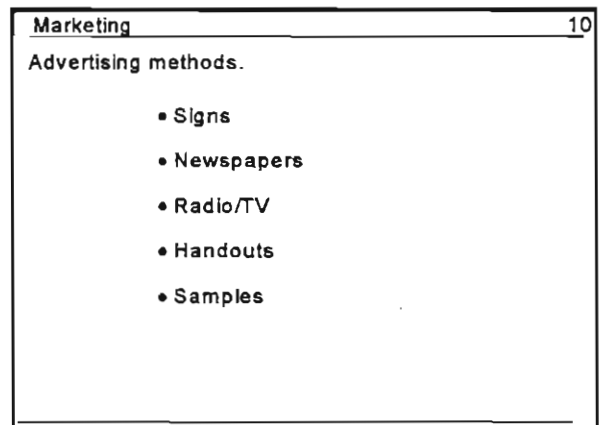 Marketing 10
Advertising methods.
• Signs
• Newspapers
• Radio/TV
• Handouts
• Samples